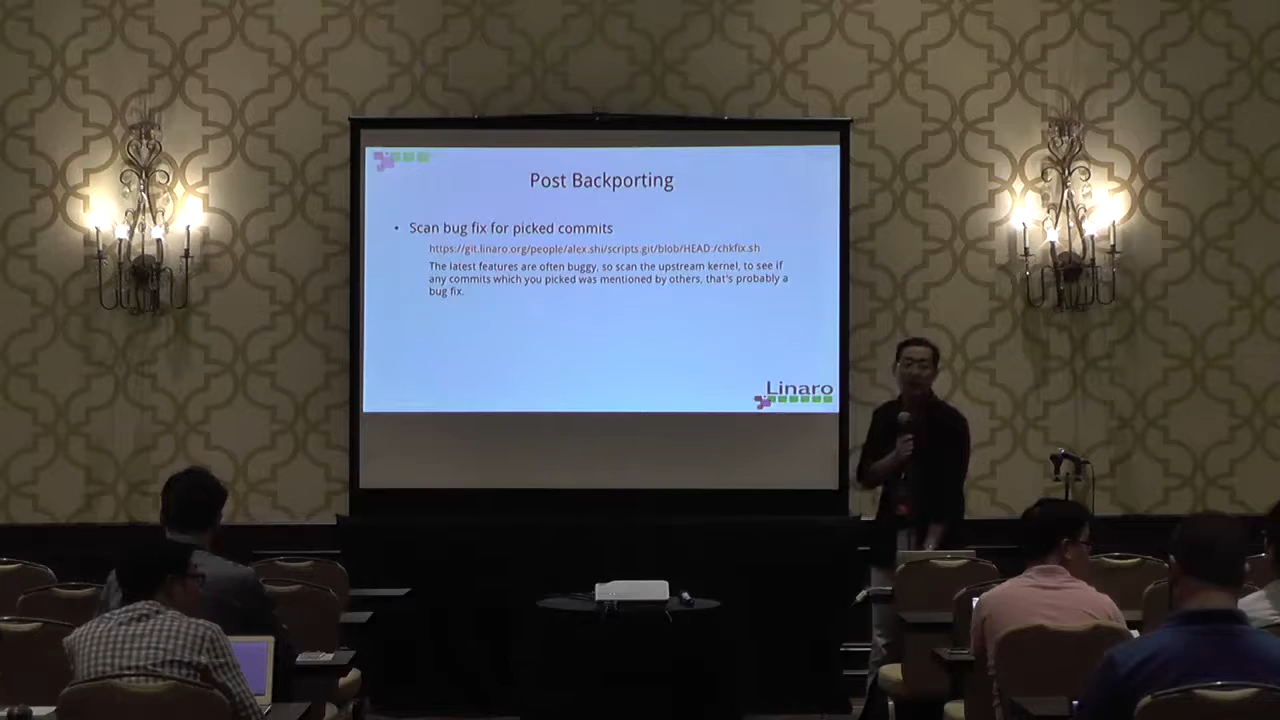 Post Backporting
• Scan bug fix for picked commits
https://git.linaro.org/people/alex.shi/scripts.git/blob/HEAD:/chkfix.sh
The latest features are often buggy, so scan the upstream kernel, to see if
any commits which you picked was mentioned by others, that's probably a
bug fix.
Linaro